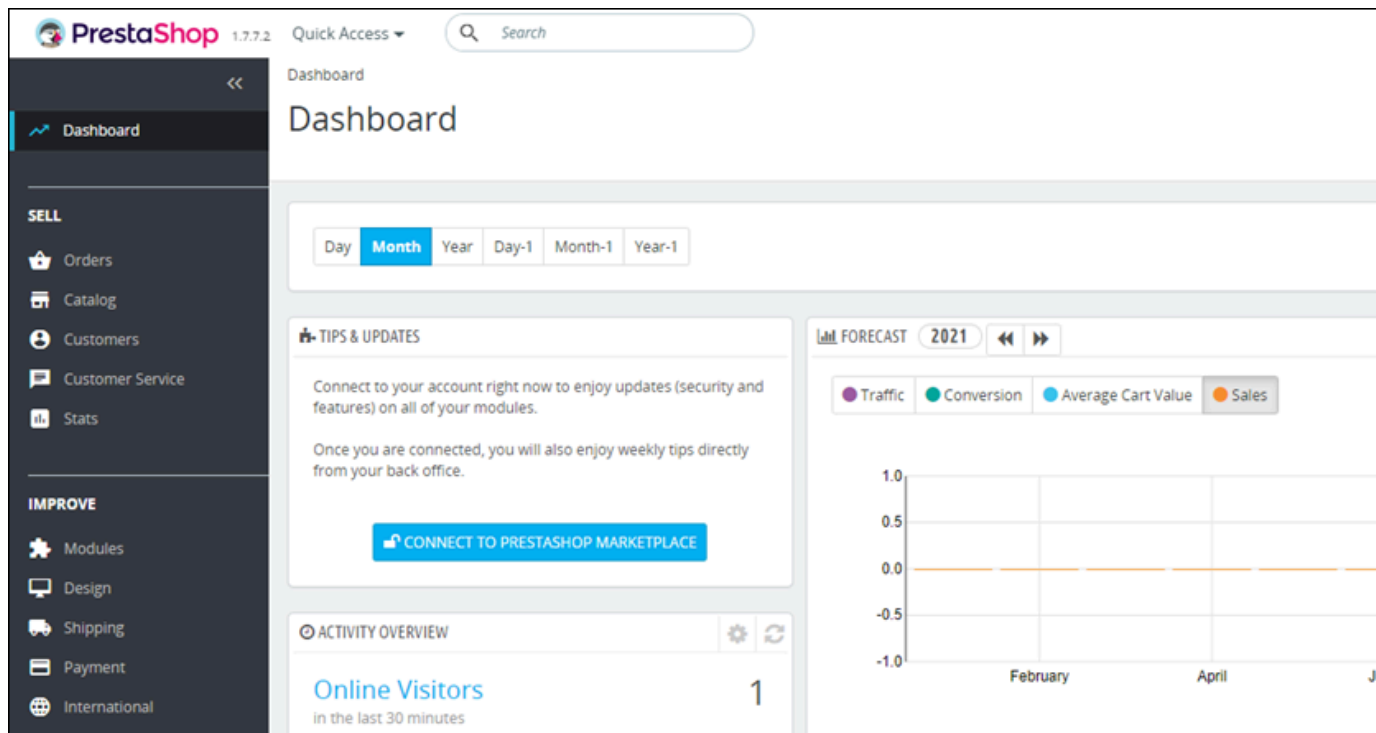 PrestaShop 1.7.7.2 Quick Access Search
Dashboard
Dashboard
Dashboard
SELL
Orders
Catalog
Customers
Customer Service
Stats
IMPROVE
Modules
Design
Shipping
Payment
International
Day Month Year Day-1 Month-1 Year-1
TIPS & UPDATES
Connect to your account right now to enjoy updates (security and
features) on all of your modules.
Once you are connected, you will also enjoy weekly tips directly
from your back office.
CONNECT TO PRESTASHOP MARKETPLACE
ACTIVITY OVERVIEW
Online Visitors 1
in the last 30 minutes
FORECAST 2021
Traffic Conversion Average Cart Value Sales
1.0
0.5
0.0
-0.5
-1.0
February April J